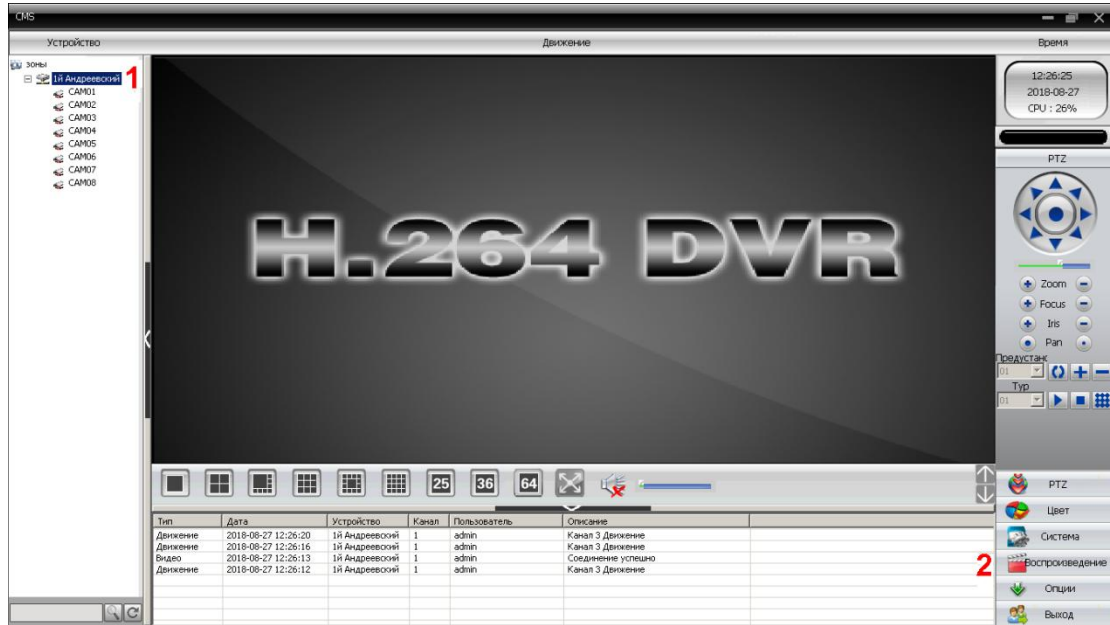 CMS
Устройство
Движение
Время
зоны
1й Андреевский
1
CAM01
CAM02
CAM03
CAM04
CAM05
CAM06
CAM07
CAM08
H.264 DVR
12:26:25
2018-08-27
CPU : 26%
PTZ
Zoom
Focus
Iris
Pan
Предустанк
01
Тур
01
25 36 64
PTZ
Цвет
Система
2
Воспроизведение
Опции
Выход
Тип Дата Устройство Канал Пользователь Описание
Движение 2018-08-27 12:26:20 1й Андреевский 1 admin Канал 3 Движение
Движение 2018-08-27 12:26:16 1й Андреевский 1 admin Канал 3 Движение
Видео 2018-08-27 12:26:13 1й Андреевский 1 admin Соединение успешно
Движение 2018-08-27 12:26:12 1й Андреевский 1 admin Канал 3 Движение